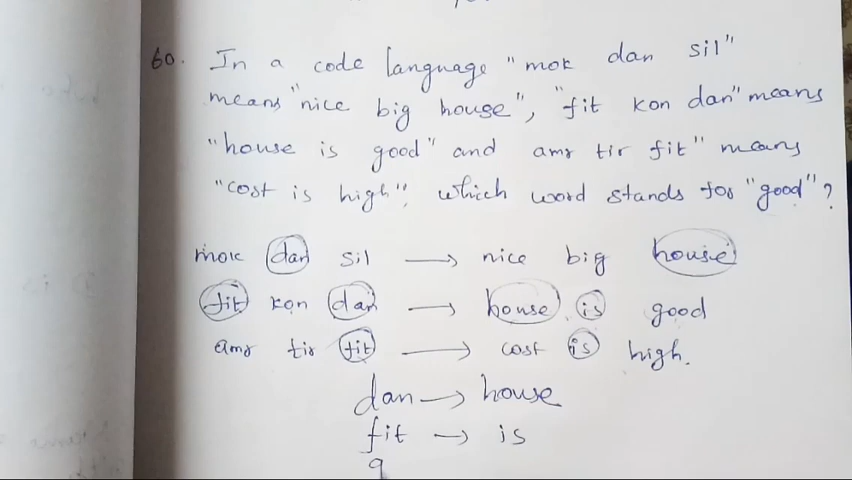 60. In a code language "mok dan sil"
means "nice big house", "fit kon dan" means
"house is good" and amr tir fit" means
"cost is high". which word stands for "good"?
mok dan sil → nice big house
fit kon dan → house is good
amr tir fit → cost is high.
dan → house
fit → is